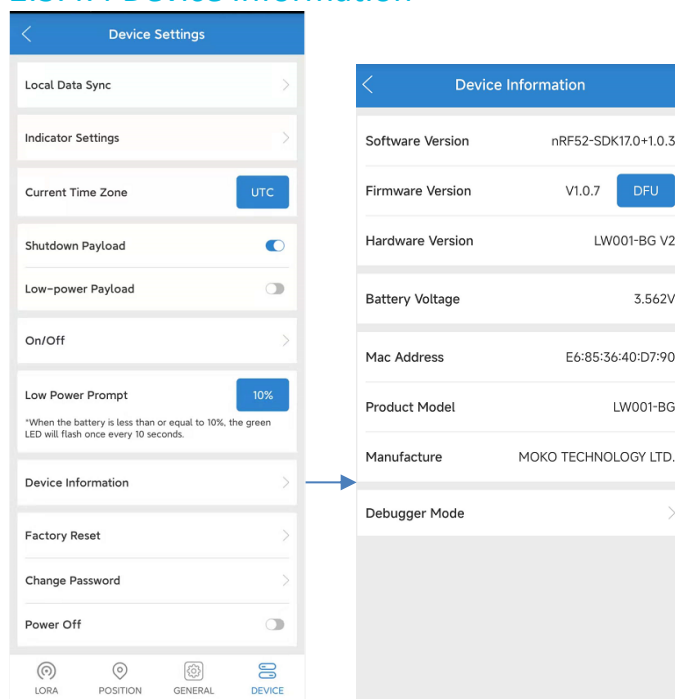 Device Settings
Local Data Sync
Indicator Settings
Current Time Zone UTC
Shutdown Payload
Low-power Payload
On/Off
Low Power Prompt 10%
*When the battery is less than or equal to 10%, the green
LED will flash once every 10 seconds.
Device Information
Factory Reset
Change Password
Power Off
LORA POSITION GENERAL DEVICE
Device Information
Software Version nRF52-SDK17.0+1.0.3
Firmware Version V1.0.7 DFU
Hardware Version LW001-BG V2
Battery Voltage 3.562V
Mac Address E6:85:36:40:D7:90
Product Model LW001-BG
Manufacture MOKO TECHNOLOGY LTD.
Debugger Mode